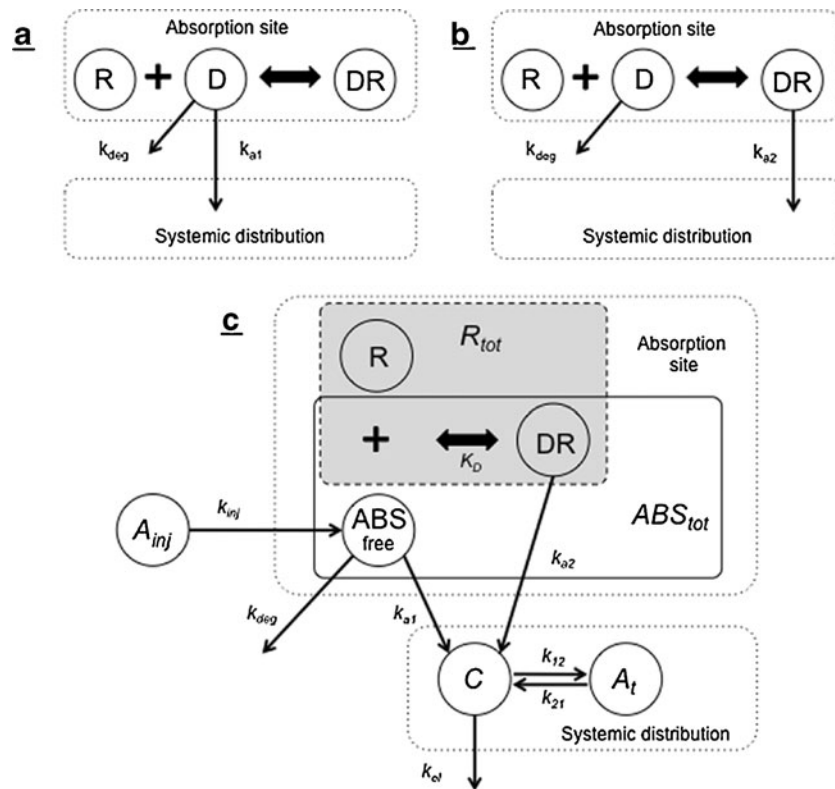 a
Absorption site
R + D DR
kdeg
ka1
Systemic distribution
b
Absorption site
R + D DR
kdeg
ka2
Systemic distribution
c
Rtot
R
Absorption site
+
KD
DR
Ainj
kinj
ABS free
ABStot
kdeg
ka1
ka2
C
k12
k21
At
Systemic distribution
kel